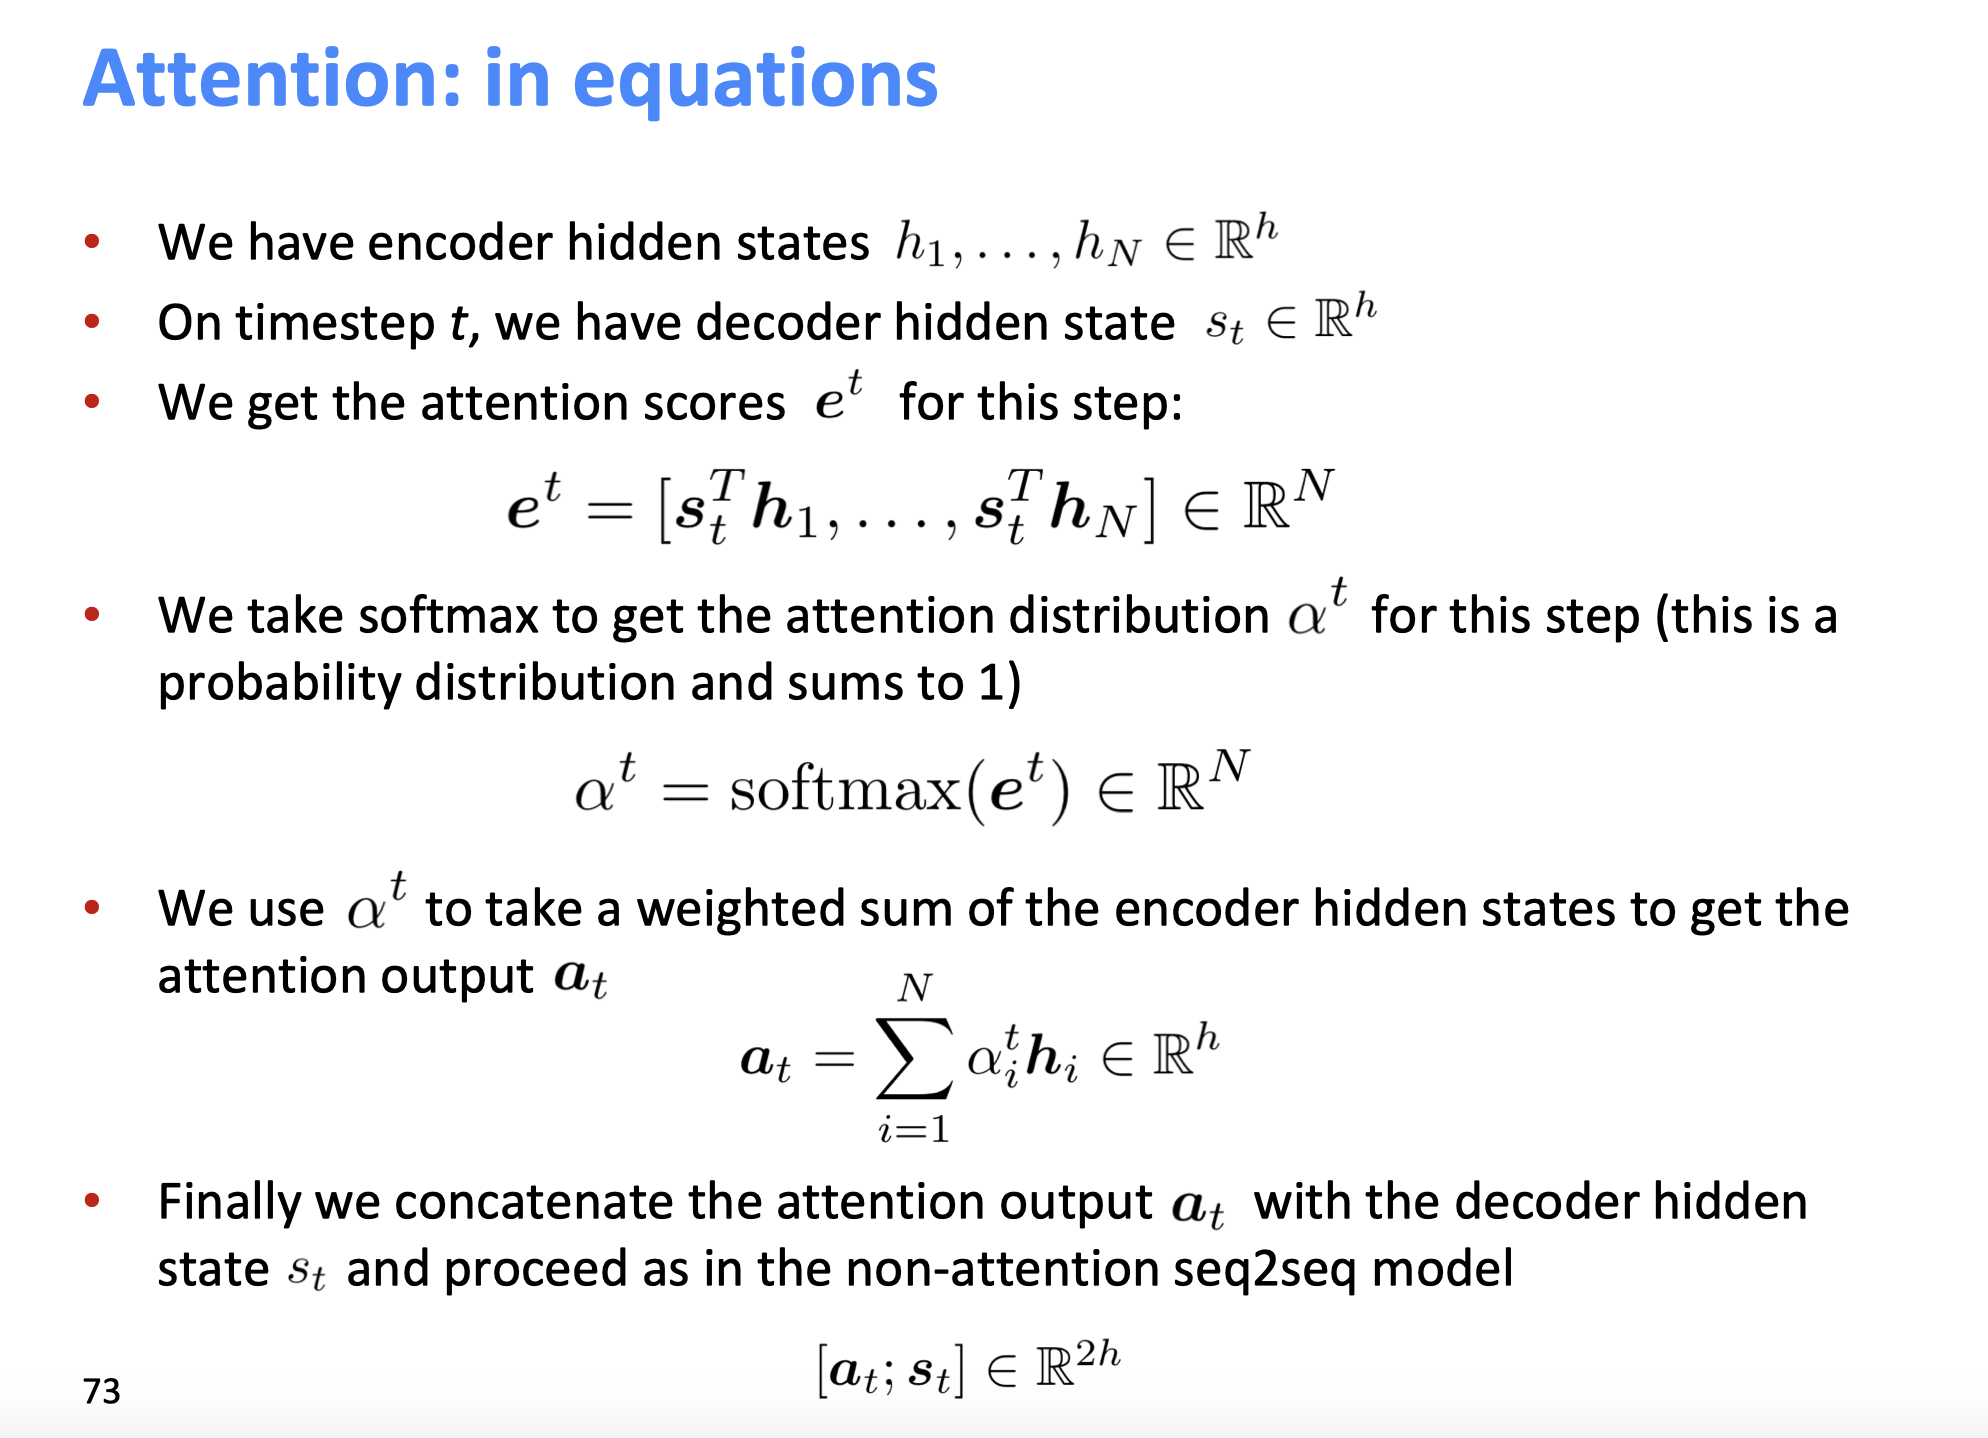 Attention: in equations
• We have encoder hidden states $h_1, \ldots, h_N \in \mathbb{R}^h$
• On timestep t, we have decoder hidden state $s_t \in \mathbb{R}^h$
• We get the attention scores $\boldsymbol{e}^t$ for this step:
$\boldsymbol{e}^t = [\boldsymbol{s}_t^T \boldsymbol{h}_1, \ldots, \boldsymbol{s}_t^T \boldsymbol{h}_N] \in \mathbb{R}^N$
• We take softmax to get the attention distribution $\alpha^t$ for this step (this is a
probability distribution and sums to 1)
$\alpha^t = \text{softmax}(\boldsymbol{e}^t) \in \mathbb{R}^N$
• We use $\alpha^t$ to take a weighted sum of the encoder hidden states to get the
attention output $\boldsymbol{a}_t$
$\boldsymbol{a}_t = \sum_{i=1}^{N} \alpha_i^t \boldsymbol{h}_i \in \mathbb{R}^h$
• Finally we concatenate the attention output $\boldsymbol{a}_t$ with the decoder hidden
state $s_t$ and proceed as in the non-attention seq2seq model
$[\boldsymbol{a}_t; \boldsymbol{s}_t] \in \mathbb{R}^{2h}$
73